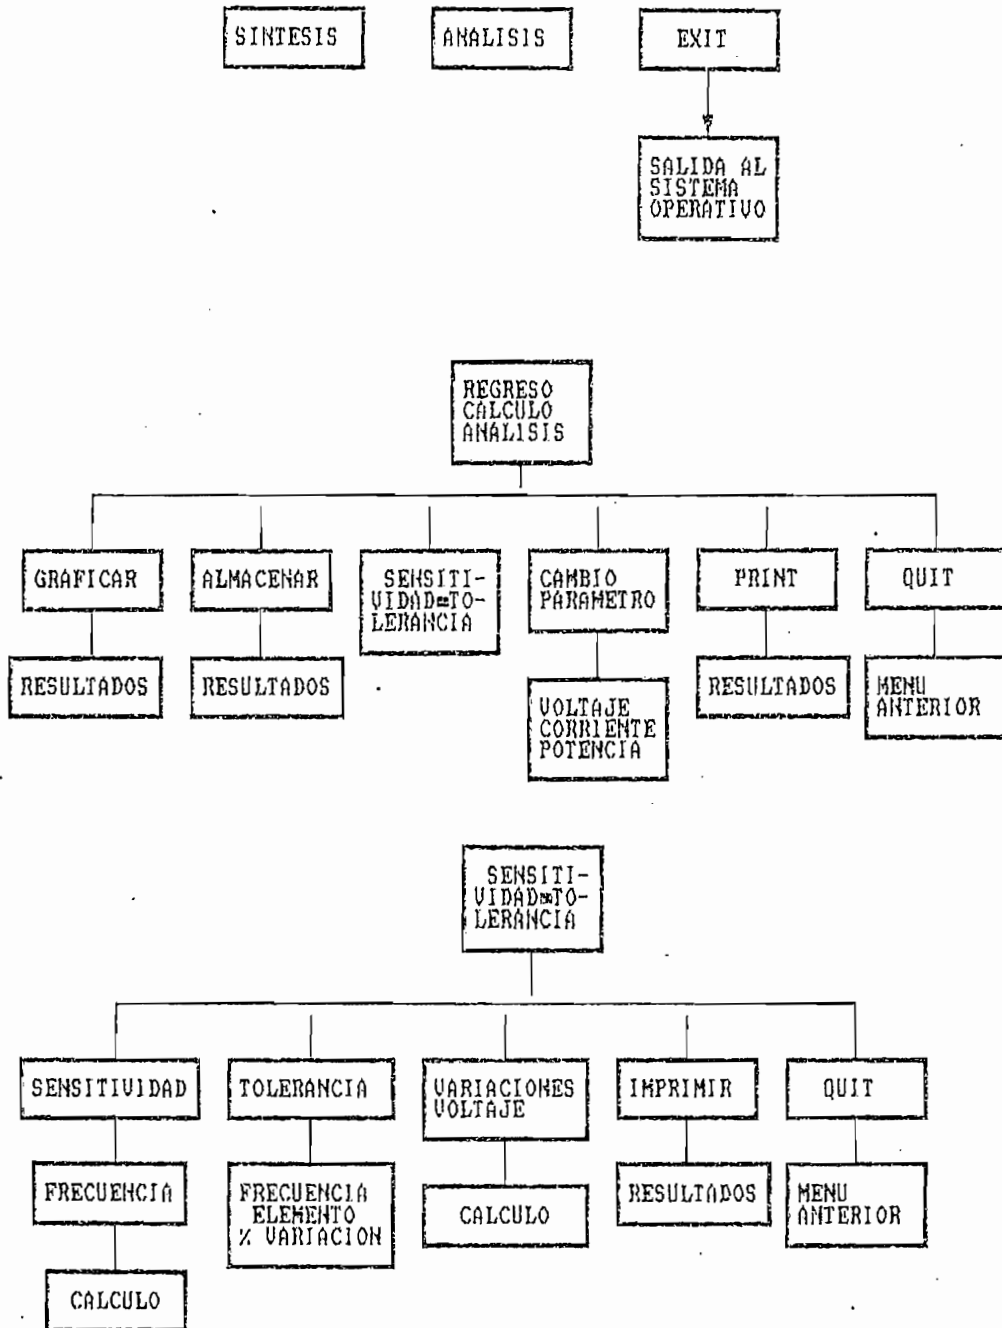 SINTESIS
ANALISIS
EXIT
SALIDA AL
SISTEMA
OPERATIVO
REGRESO
CALCULO
ANALISIS
GRAFICAR
ALMACENAR
SENSITI-
VIDAD=TO-
LERANCIA
CAMBIO
PARAMETRO
PRINT
QUIT
RESULTADOS
RESULTADOS
VOLTAJE
CORRIENTE
POTENCIA
RESULTADOS
MENU
ANTERIOR
SENSITI-
VIDAD=TO-
LERANCIA
SENSITIVIDAD
TOLERANCIA
VARIACIONES
VOLTAJE
IMPRIMIR
QUIT
FRECUENCIA
FRECUENCIA
ELEMENTO
% VARIACION
CALCULO
RESULTADOS
MENU
ANTERIOR
CALCULO